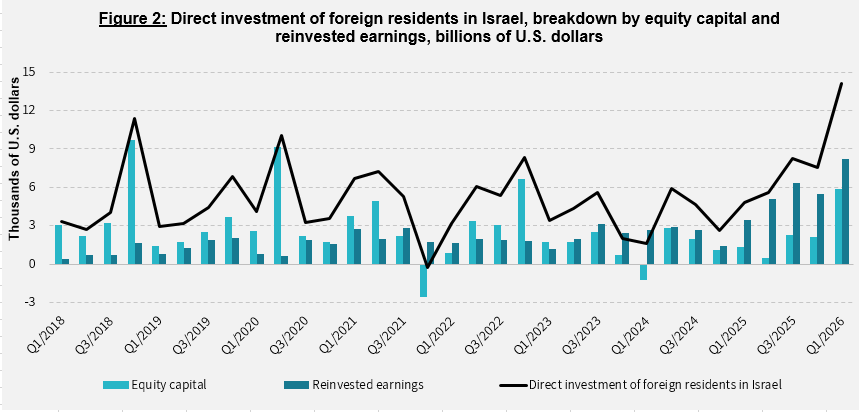 Figure 2: Direct investment of foreign residents in Israel, breakdown by equity capital and
reinvested earnings, billions of U.S. dollars
Thousands of U.S. dollars
15
12
9
6
3
0
-3
Q1/2018
Q3/2018
Q1/2019
Q3/2019
Q1/2020
Q3/2020
Q1/2021
Q3/2021
Q1/2022
Q3/2022
Q1/2023
Q3/2023
Q1/2024
Q3/2024
Q1/2025
Q3/2025
Q1/2026
Equity capital
Reinvested earnings
Direct investment of foreign residents in Israel